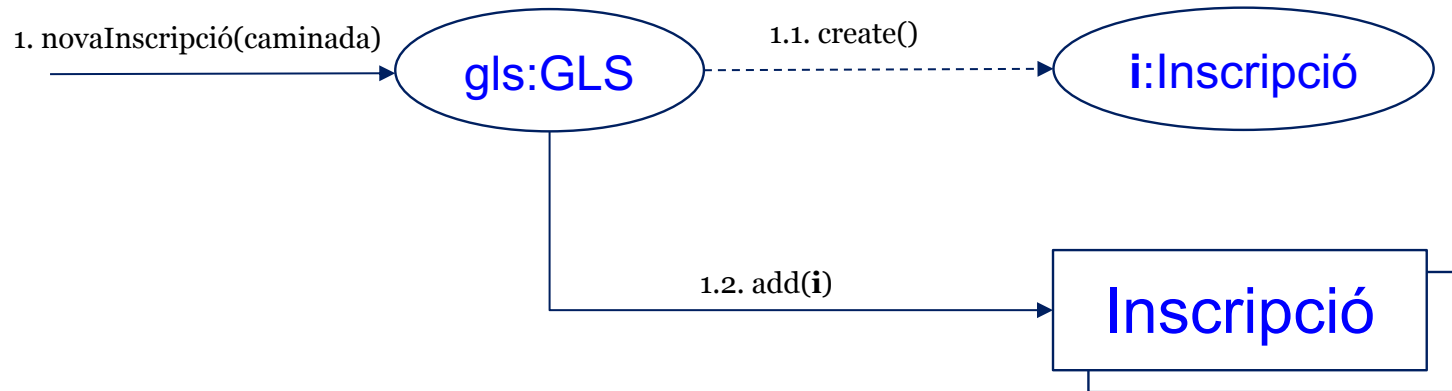 1. novaInscripció(caminada)
1.1. create()
gls:GLS
i:Inscripció
1.2. add(i)
Inscripció